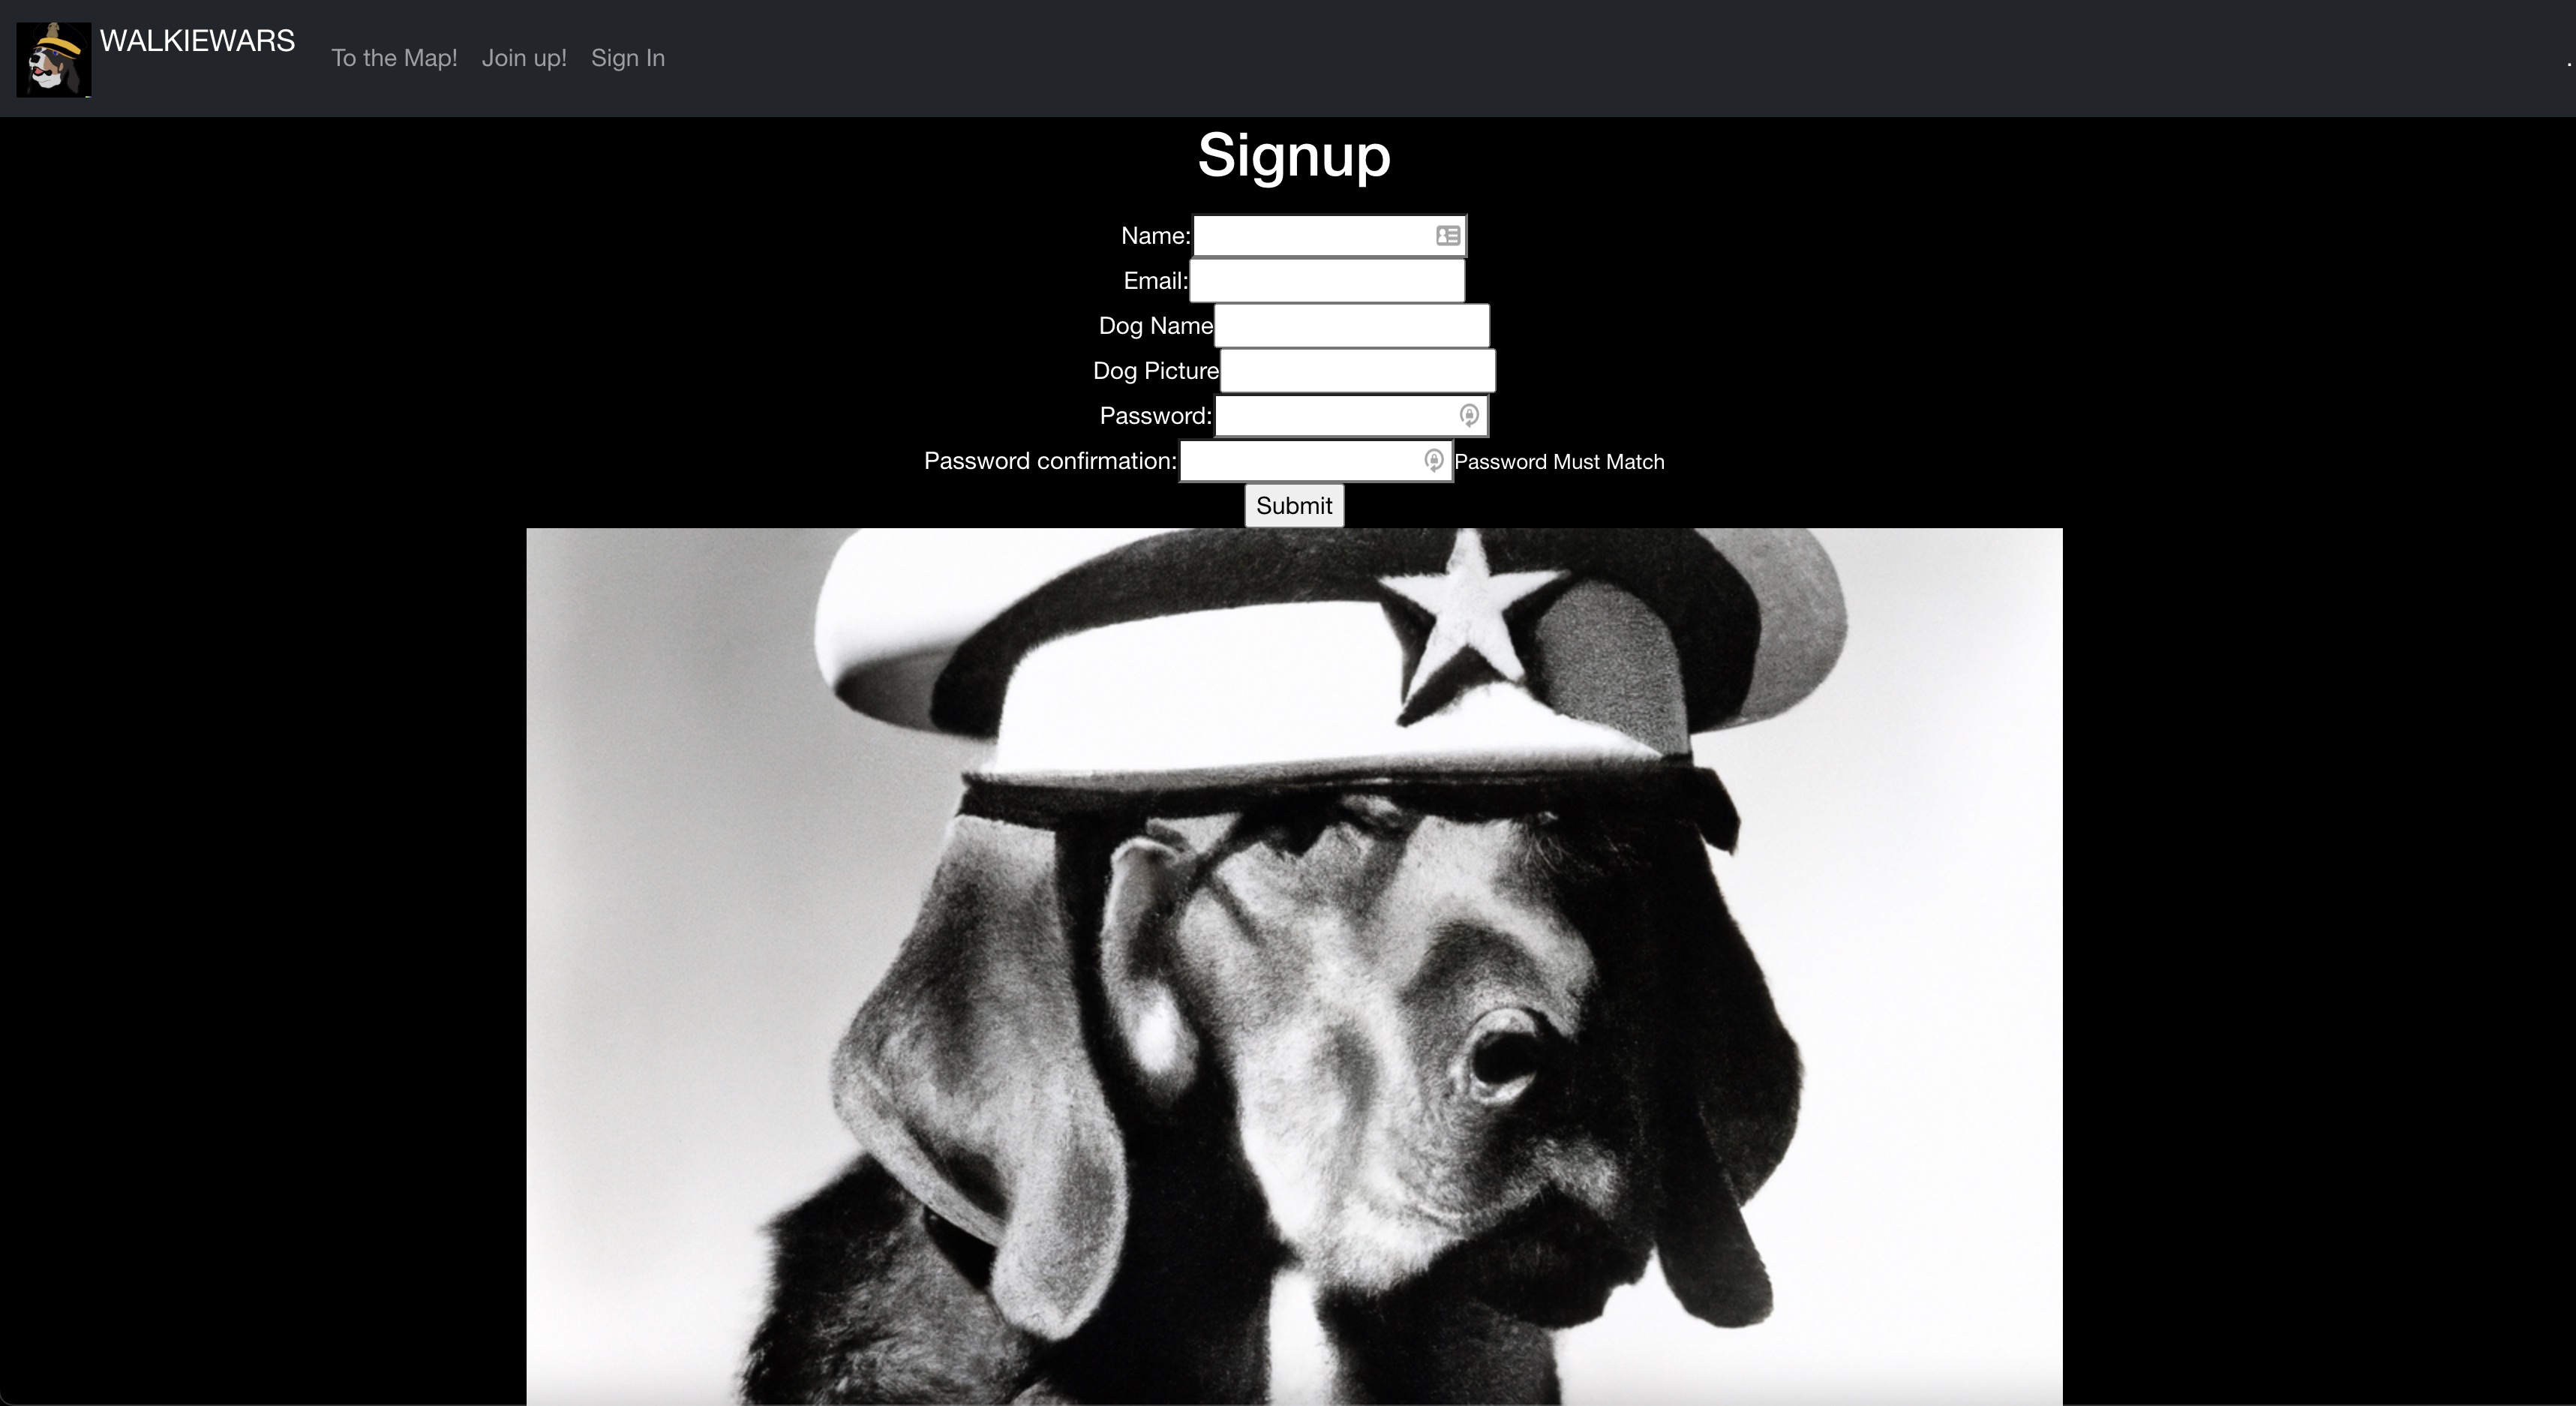 WALKIEWARS To the Map! Join up! Sign In .
Signup
Name:
Email:
Dog Name
Dog Picture
Password:
Password confirmation: Password Must Match
Submit